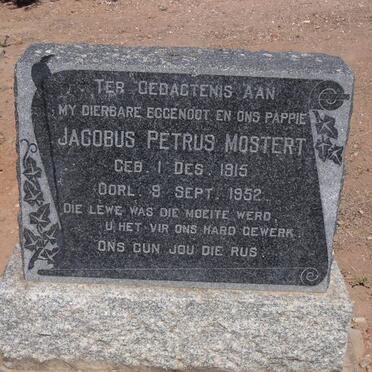 TER GEDAGTENIS AAN
MY DIERBARE EGGENOOT EN ONS PAPPIE
JACOBUS PETRUS MOSTERT
GEB. 1 DES. 1915
OORL. 9 SEPT. 1952.
DIE LEWE WAS DIE MOEITE WERD,
U HET VIR ONS HARD GEWERK.
ONS GUN JOU DIE RUS.